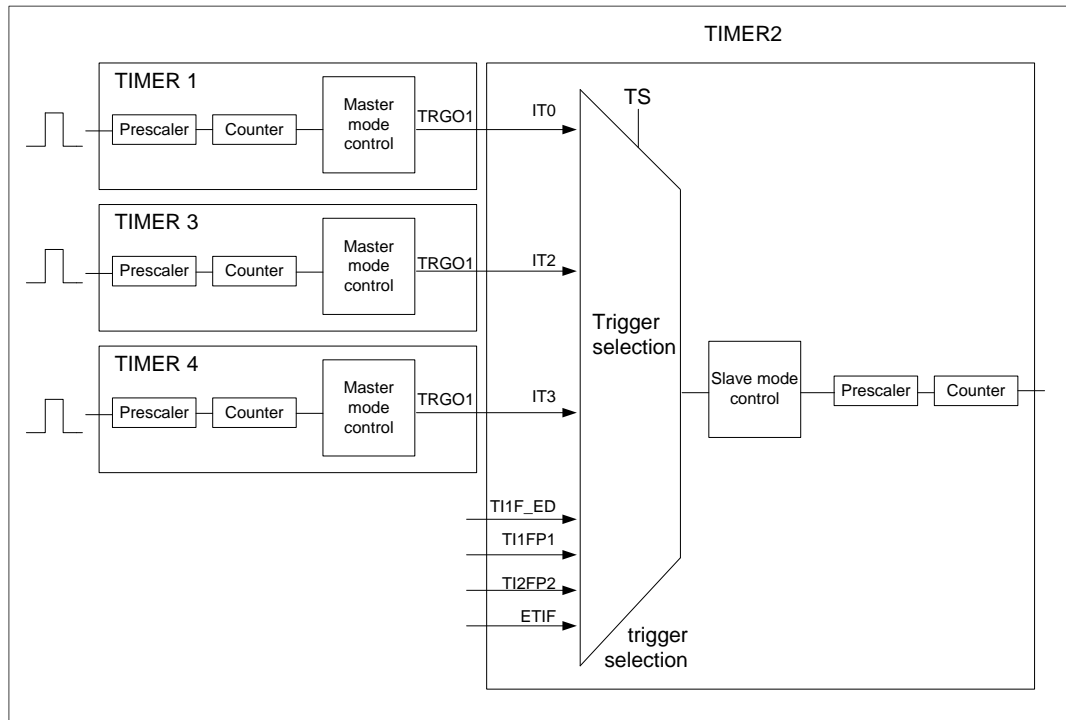 TIMER2
TIMER 1
Prescaler
Counter
Master
mode
control
TRGO1
IT0
TS
TIMER 3
Prescaler
Counter
Master
mode
control
TRGO1
IT2
Trigger
selection
TIMER 4
Prescaler
Counter
Master
mode
control
TRGO1
IT3
Slave mode
control
Prescaler
Counter
TI1F_ED
TI1FP1
TI2FP2
ETIF
trigger
selection